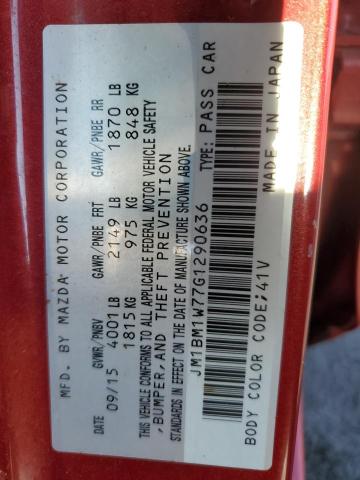 MFD. BY MAZDA MOTOR CORPORATION
DATE GVWR/PNBV GAWR/PNBE FRT GAWR/PNBE RR
09/15 4001 LB 2149 LB 1870 LB
1815 KG 975 KG 848 KG
THIS VEHICLE CONFORMS TO ALL APPLICABLE FEDERAL MOTOR VEHICLE SAFETY
, BUMPER, AND THEFT PREVENTION
STANDARDS IN EFFECT ON THE DATE OF MANUFACTURE SHOWN ABOVE.
JM1BM1W77G1290636 TYPE: PASS CAR
BODY COLOR CODE:41V MADE IN JAPAN